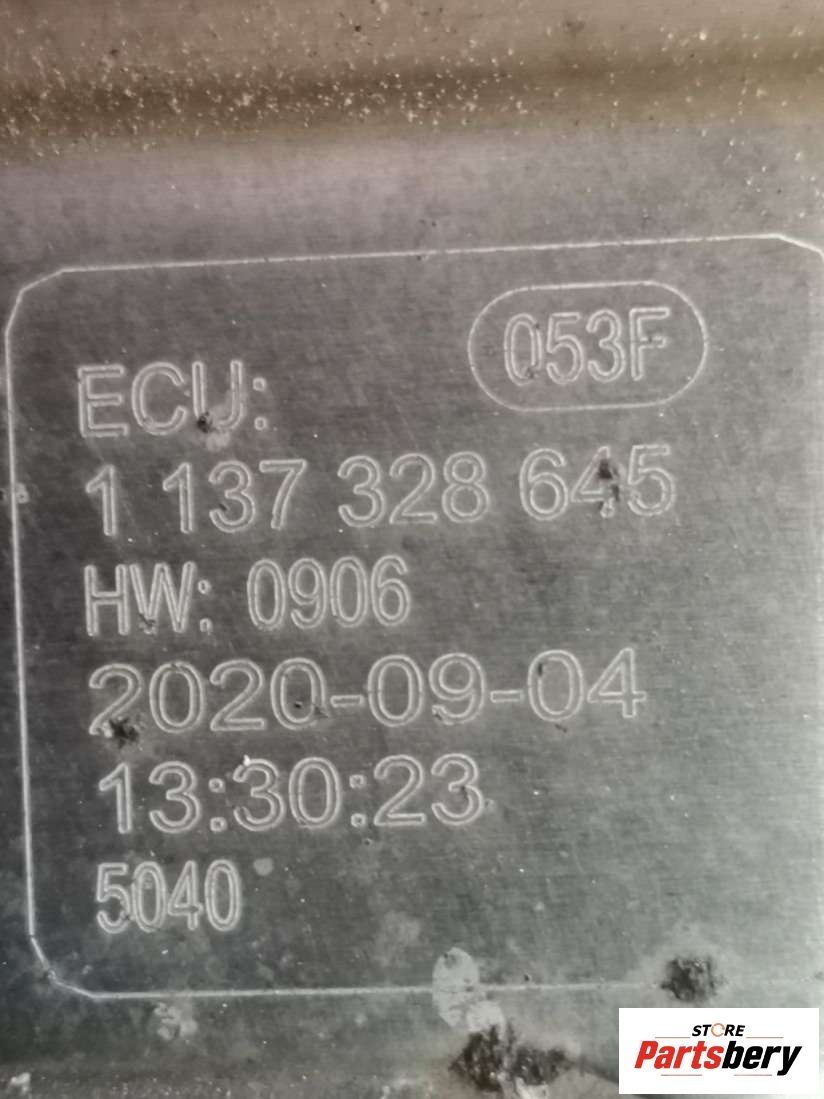 053F
ECU:
1 137 328 645
HW: 0906
2020-09-04
13:30:23
5040
STORE
Partsbery